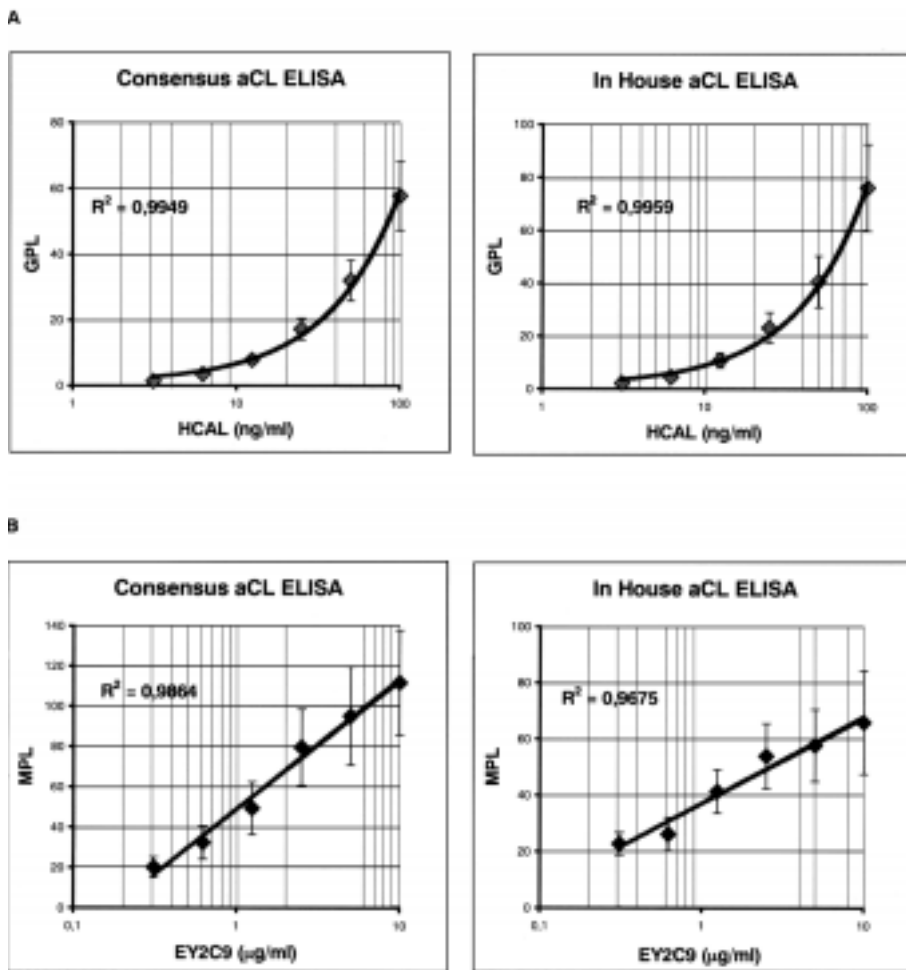 A
Consensus aCL ELISA
80
60
40
20
0
GPL
R² = 0,9949
1
10
100
HCAL (ng/ml)
In House aCL ELISA
100
80
60
40
20
0
GPL
R² = 0,9959
1
10
100
HCAL (ng/ml)
B
Consensus aCL ELISA
140
120
100
80
60
40
20
0
MPL
R² = 0,9864
0,1
1
10
EY2C9 (µg/ml)
In House aCL ELISA
100
80
60
40
20
0
MPL
R² = 0,9675
0,1
1
10
EY2C9 (µg/ml)